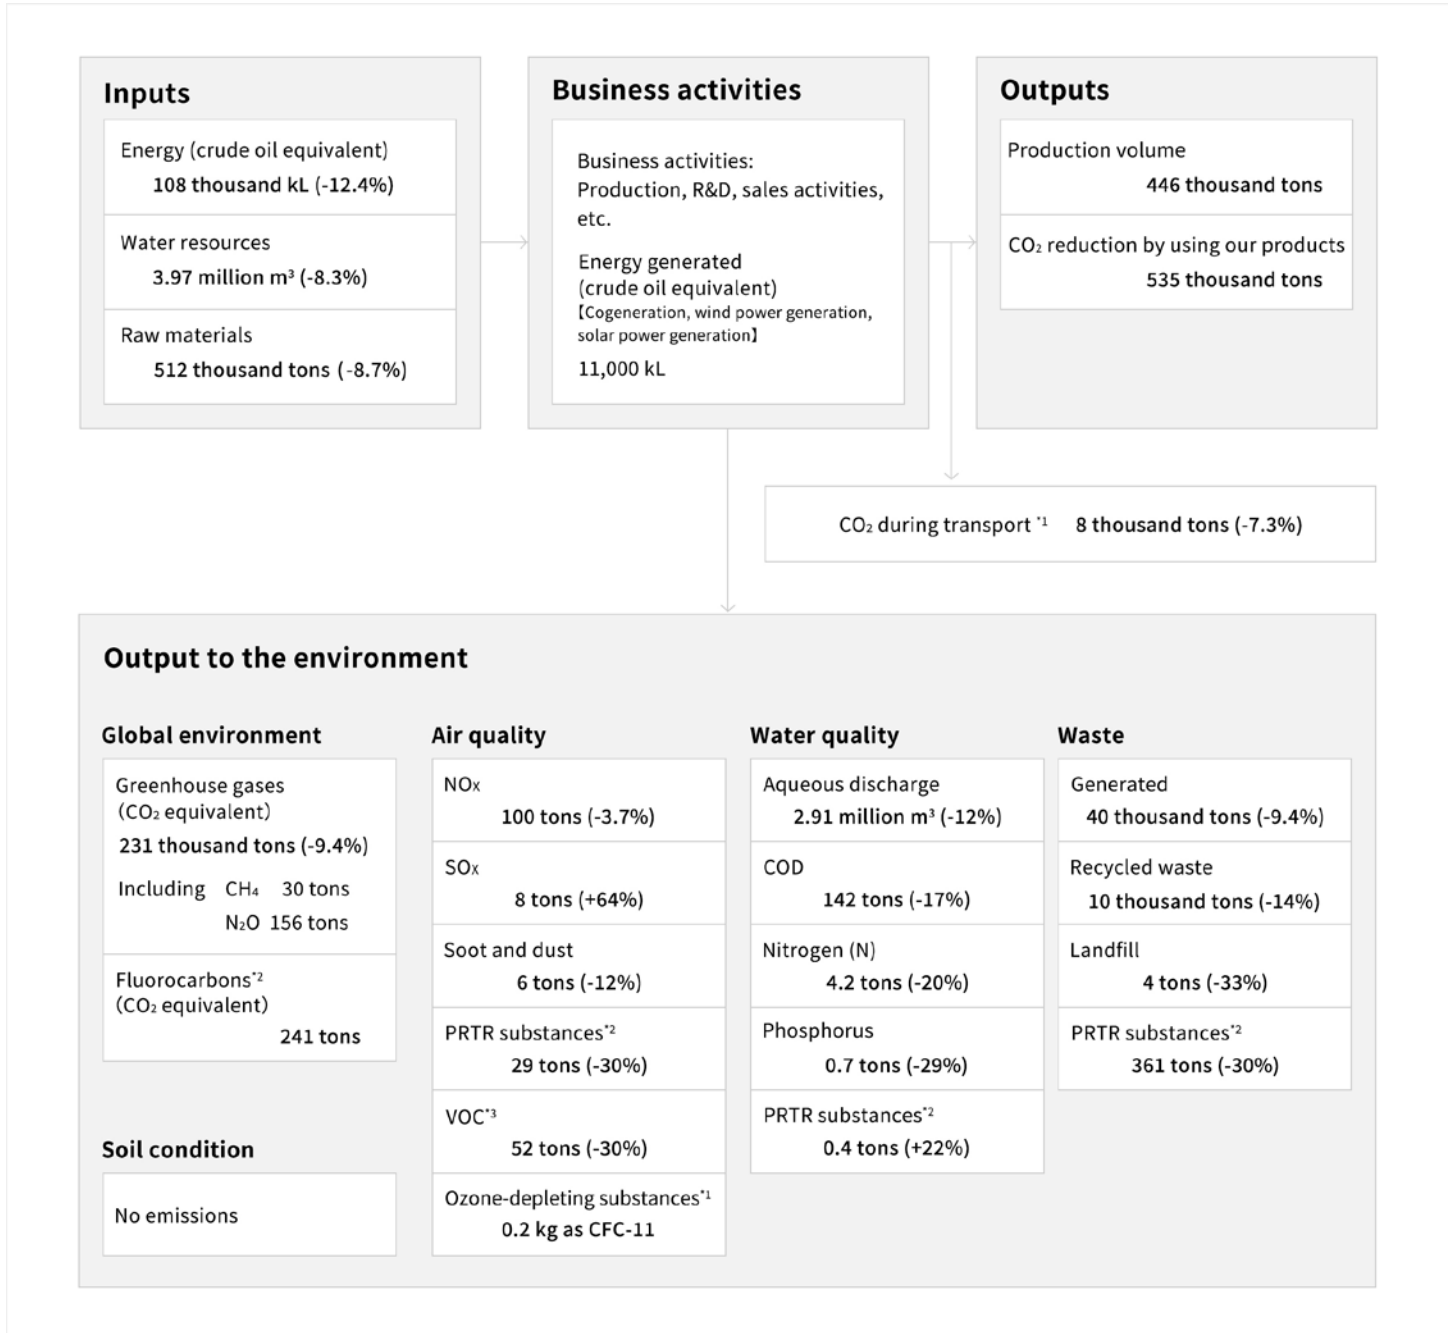 Inputs
Energy (crude oil equivalent)
108 thousand kL (-12.4%)
Water resources
3.97 million m³ (-8.3%)
Raw materials
512 thousand tons (-8.7%)
Business activities
Business activities:
Production, R&D, sales activities,
etc.
Energy generated
(crude oil equivalent)
【Cogeneration, wind power generation,
solar power generation】
11,000 kL
Outputs
Production volume
446 thousand tons
CO₂ reduction by using our products
535 thousand tons
CO₂ during transport *1 8 thousand tons (-7.3%)
Output to the environment
Global environment
Greenhouse gases
(CO₂ equivalent)
231 thousand tons (-9.4%)
Including CH₄ 30 tons
N₂O 156 tons
Fluorocarbons*2
(CO₂ equivalent)
241 tons
Soil condition
No emissions
Air quality
NOx
100 tons (-3.7%)
SOx
8 tons (+64%)
Soot and dust
6 tons (-12%)
PRTR substances*2
29 tons (-30%)
VOC*3
52 tons (-30%)
Ozone-depleting substances*1
0.2 kg as CFC-11
Water quality
Aqueous discharge
2.91 million m³ (-12%)
COD
142 tons (-17%)
Nitrogen (N)
4.2 tons (-20%)
Phosphorus
0.7 tons (-29%)
PRTR substances*2
0.4 tons (+22%)
Waste
Generated
40 thousand tons (-9.4%)
Recycled waste
10 thousand tons (-14%)
Landfill
4 tons (-33%)
PRTR substances*2
361 tons (-30%)